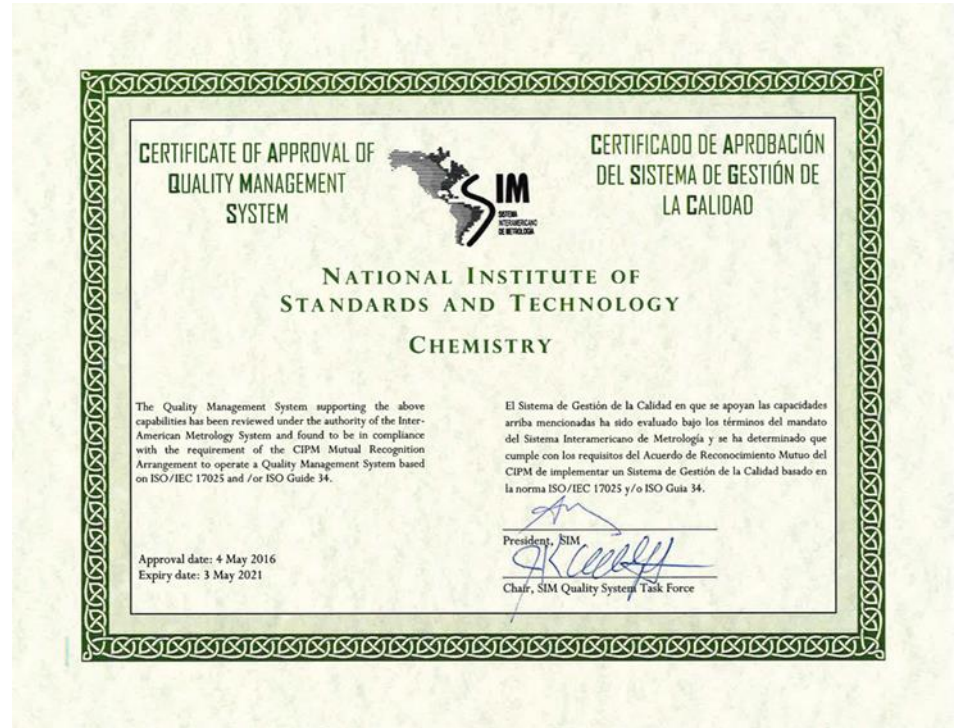 CERTIFICATE OF APPROVAL OF
QUALITY MANAGEMENT
SYSTEM
SIM
SISTEMA
INTERAMERICANO
DE METROLOGIA
CERTIFICADO DE APROBACIÓN
DEL SISTEMA DE GESTIÓN DE
LA CALIDAD
NATIONAL INSTITUTE OF
STANDARDS AND TECHNOLOGY
CHEMISTRY
The Quality Management System supporting the above
capabilities has been reviewed under the authority of the Inter-
American Metrology System and found to be in compliance
with the requirement of the CIPM Mutual Recognition
Arrangement to operate a Quality Management System based
on ISO/IEC 17025 and /or ISO Guide 34.
El Sistema de Gestión de la Calidad en que se apoyan las capacidades
arriba mencionadas ha sido evaluado bajo los términos del mandato
del Sistema Interamericano de Metrología y se ha determinado que
cumple con los requisitos del Acuerdo de Reconocimiento Mutuo del
CIPM de implementar un Sistema de Gestión de la Calidad basado en
la norma ISO/IEC 17025 y/o ISO Guia 34.
Approval date: 4 May 2016
Expiry date: 3 May 2021
President, SIM
Chair, SIM Quality System Task Force